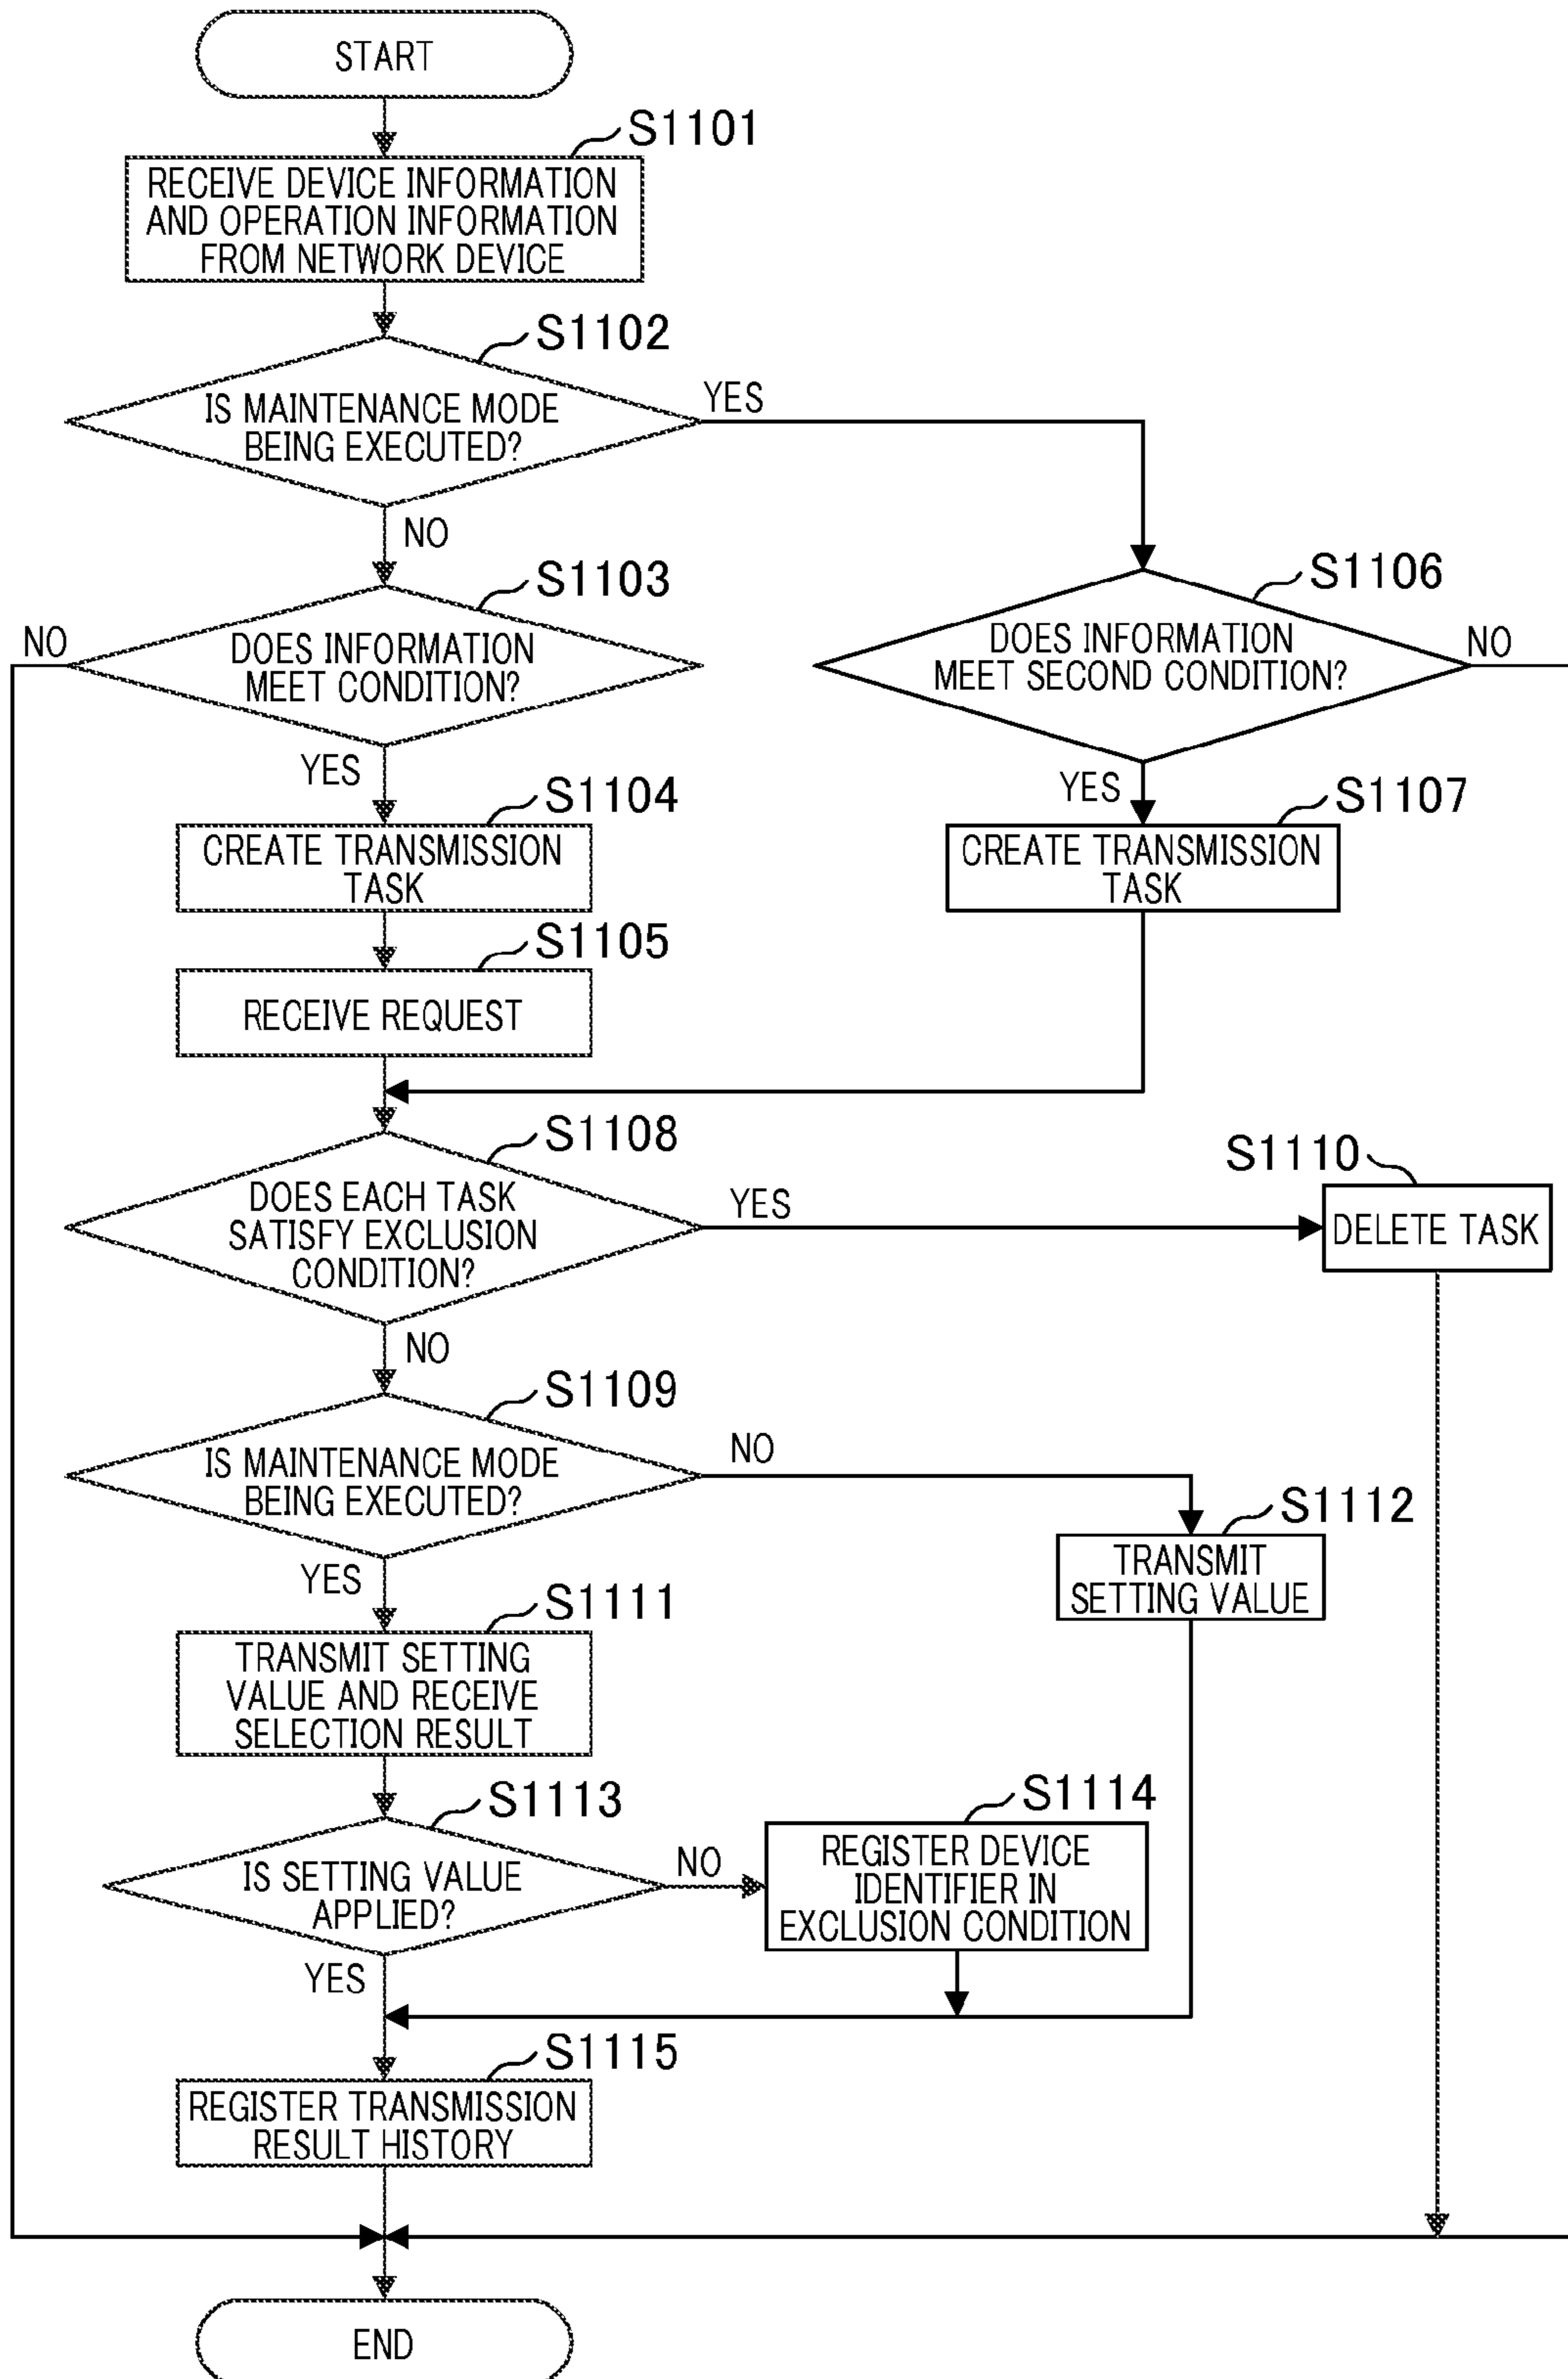 START
S1101
RECEIVE DEVICE INFORMATION
AND OPERATION INFORMATION
FROM NETWORK DEVICE
S1102
IS MAINTENANCE MODE
BEING EXECUTED?
YES
NO
S1103
DOES INFORMATION
MEET CONDITION?
NO
YES
S1106
DOES INFORMATION
MEET SECOND CONDITION?
NO
YES
S1104
CREATE TRANSMISSION
TASK
S1107
CREATE TRANSMISSION
TASK
S1105
RECEIVE REQUEST
S1108
DOES EACH TASK
SATISFY EXCLUSION
CONDITION?
YES
NO
S1110
DELETE TASK
S1109
IS MAINTENANCE MODE
BEING EXECUTED?
NO
YES
S1112
TRANSMIT
SETTING VALUE
S1111
TRANSMIT SETTING
VALUE AND RECEIVE
SELECTION RESULT
S1113
IS SETTING VALUE
APPLIED?
NO
YES
S1114
REGISTER DEVICE
IDENTIFIER IN
EXCLUSION CONDITION
S1115
REGISTER TRANSMISSION
RESULT HISTORY
END